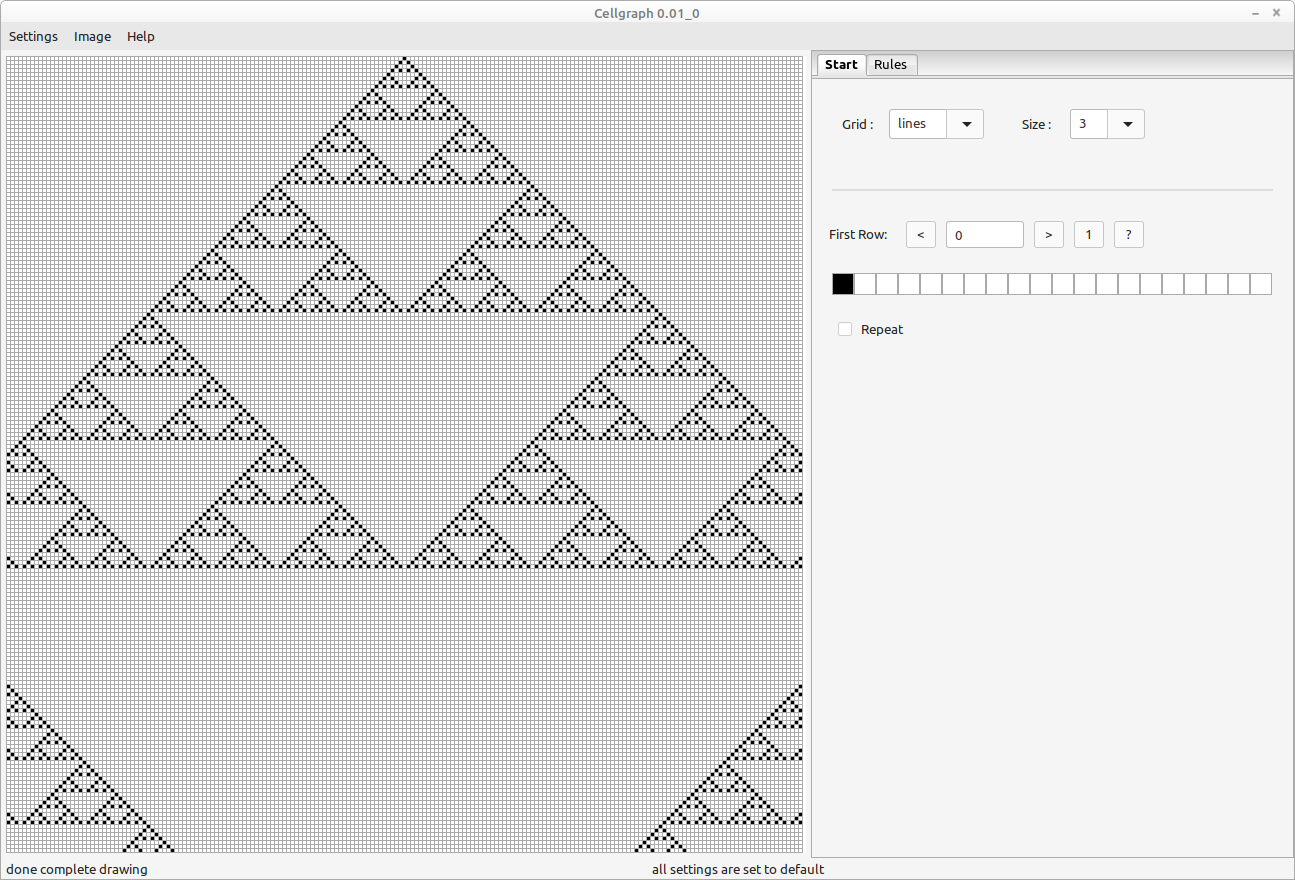 Cellgraph 0.01_0
Settings Image Help
Start Rules
Grid : lines Size : 3
First Row: < 0 > 1 ?
Repeat
done complete drawing all settings are set to default